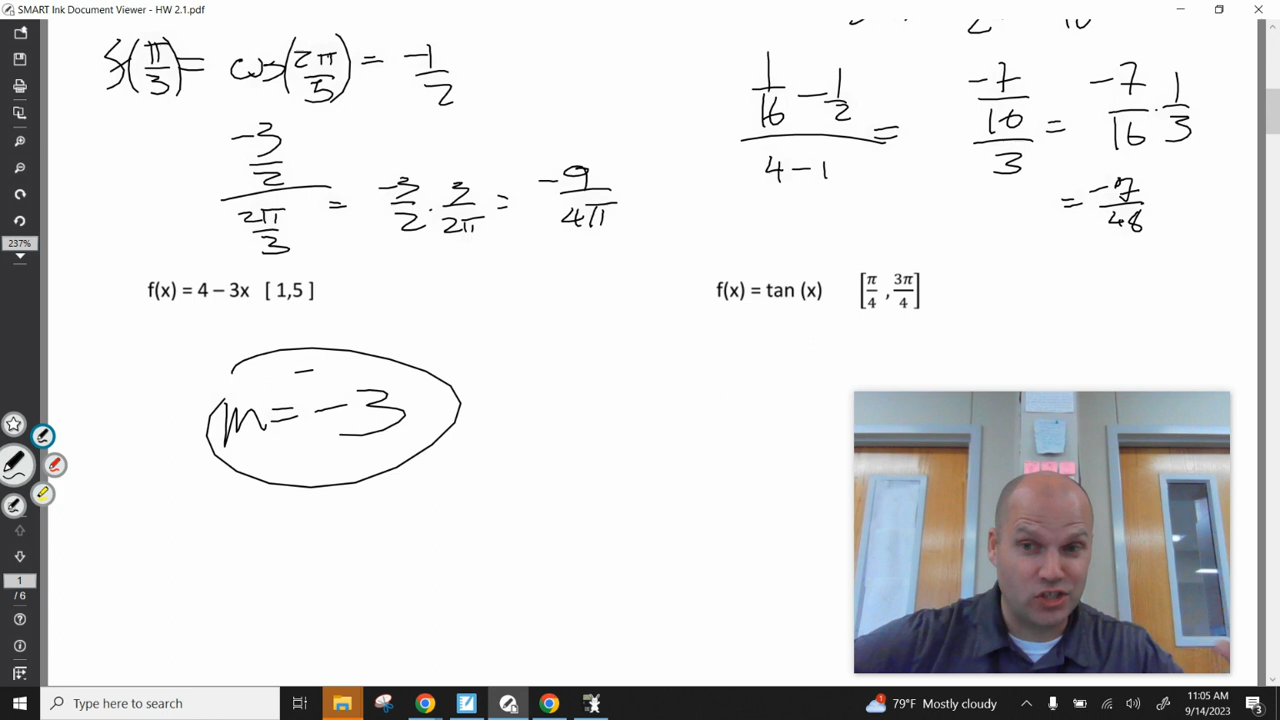 SMART Ink Document Viewer - HW 2.1.pdf
f(π/3) = cos(2π/5) = -1/2
(-3/2)/(2π/3) = -3/2 · 3/2π = -9/4π
(1/16 - 1/2)/(4 - 1) = (-7/16)/3 = -7/16 · 1/3
= -7/48
237%
f(x) = 4 – 3x [ 1,5 ]
f(x) = tan (x) [π/4 , 3π/4]
m = -3
1
/ 6
Type here to search
79°F Mostly cloudy
11:05 AM
9/14/2023
1
3